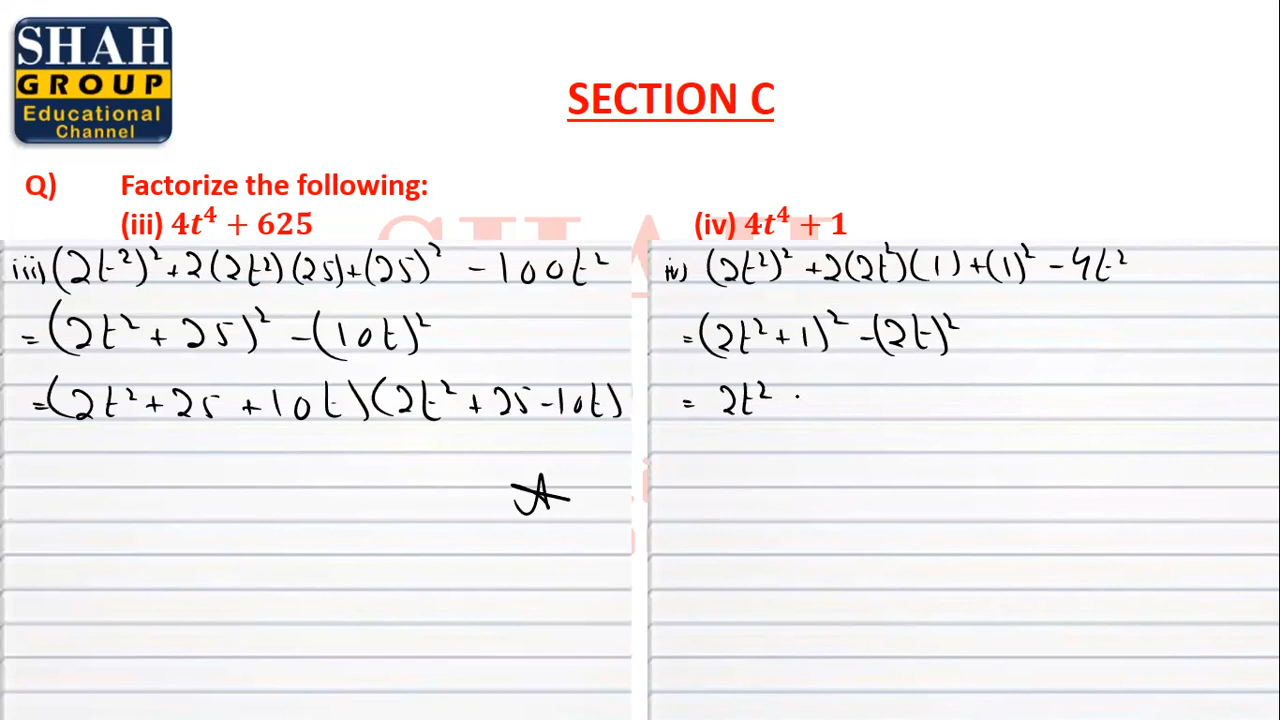 SHAH
GROUP
Educational
Channel
SECTION C
Q) Factorize the following:
(iii) 4t⁴ + 625
(iv) 4t⁴ + 1
iii) (2t²)² + 2(2t²)(25) + (25)² - 100t²
= (2t² + 25)² - (10t)²
= (2t² + 25 + 10t)(2t² + 25 - 10t)
iv) (2t²)² + 2(2t²)(1) + (1)² - 4t²
= (2t² + 1)² - (2t)²
= 2t²